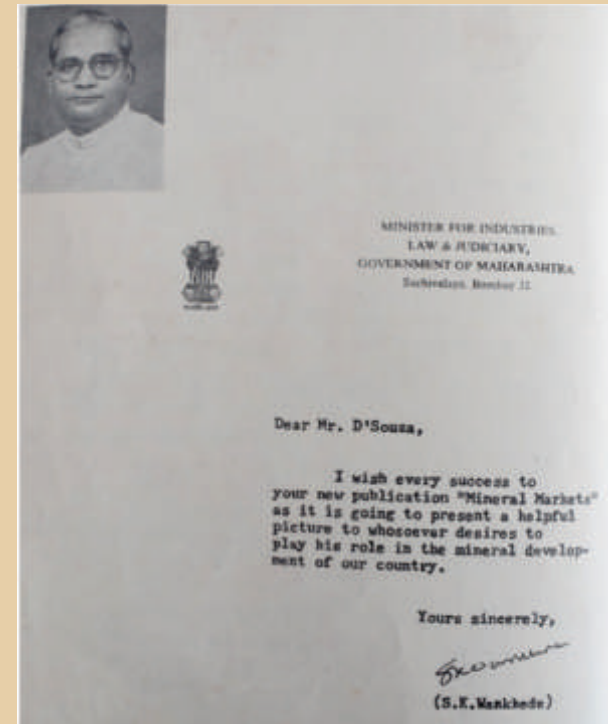 MINISTER FOR INDUSTRIES
LAW & JUDICIARY,
GOVERNMENT OF MAHARASHTRA
Sachivalaya, Bombay 32
Dear Mr. D'Souza,
I wish every success to
your new publication "Mineral Markets"
as it is going to present a helpful
picture to whosoever desires to
play his role in the mineral develop-
ment of our country.
Yours sincerely,
(S.K.Wankhede)